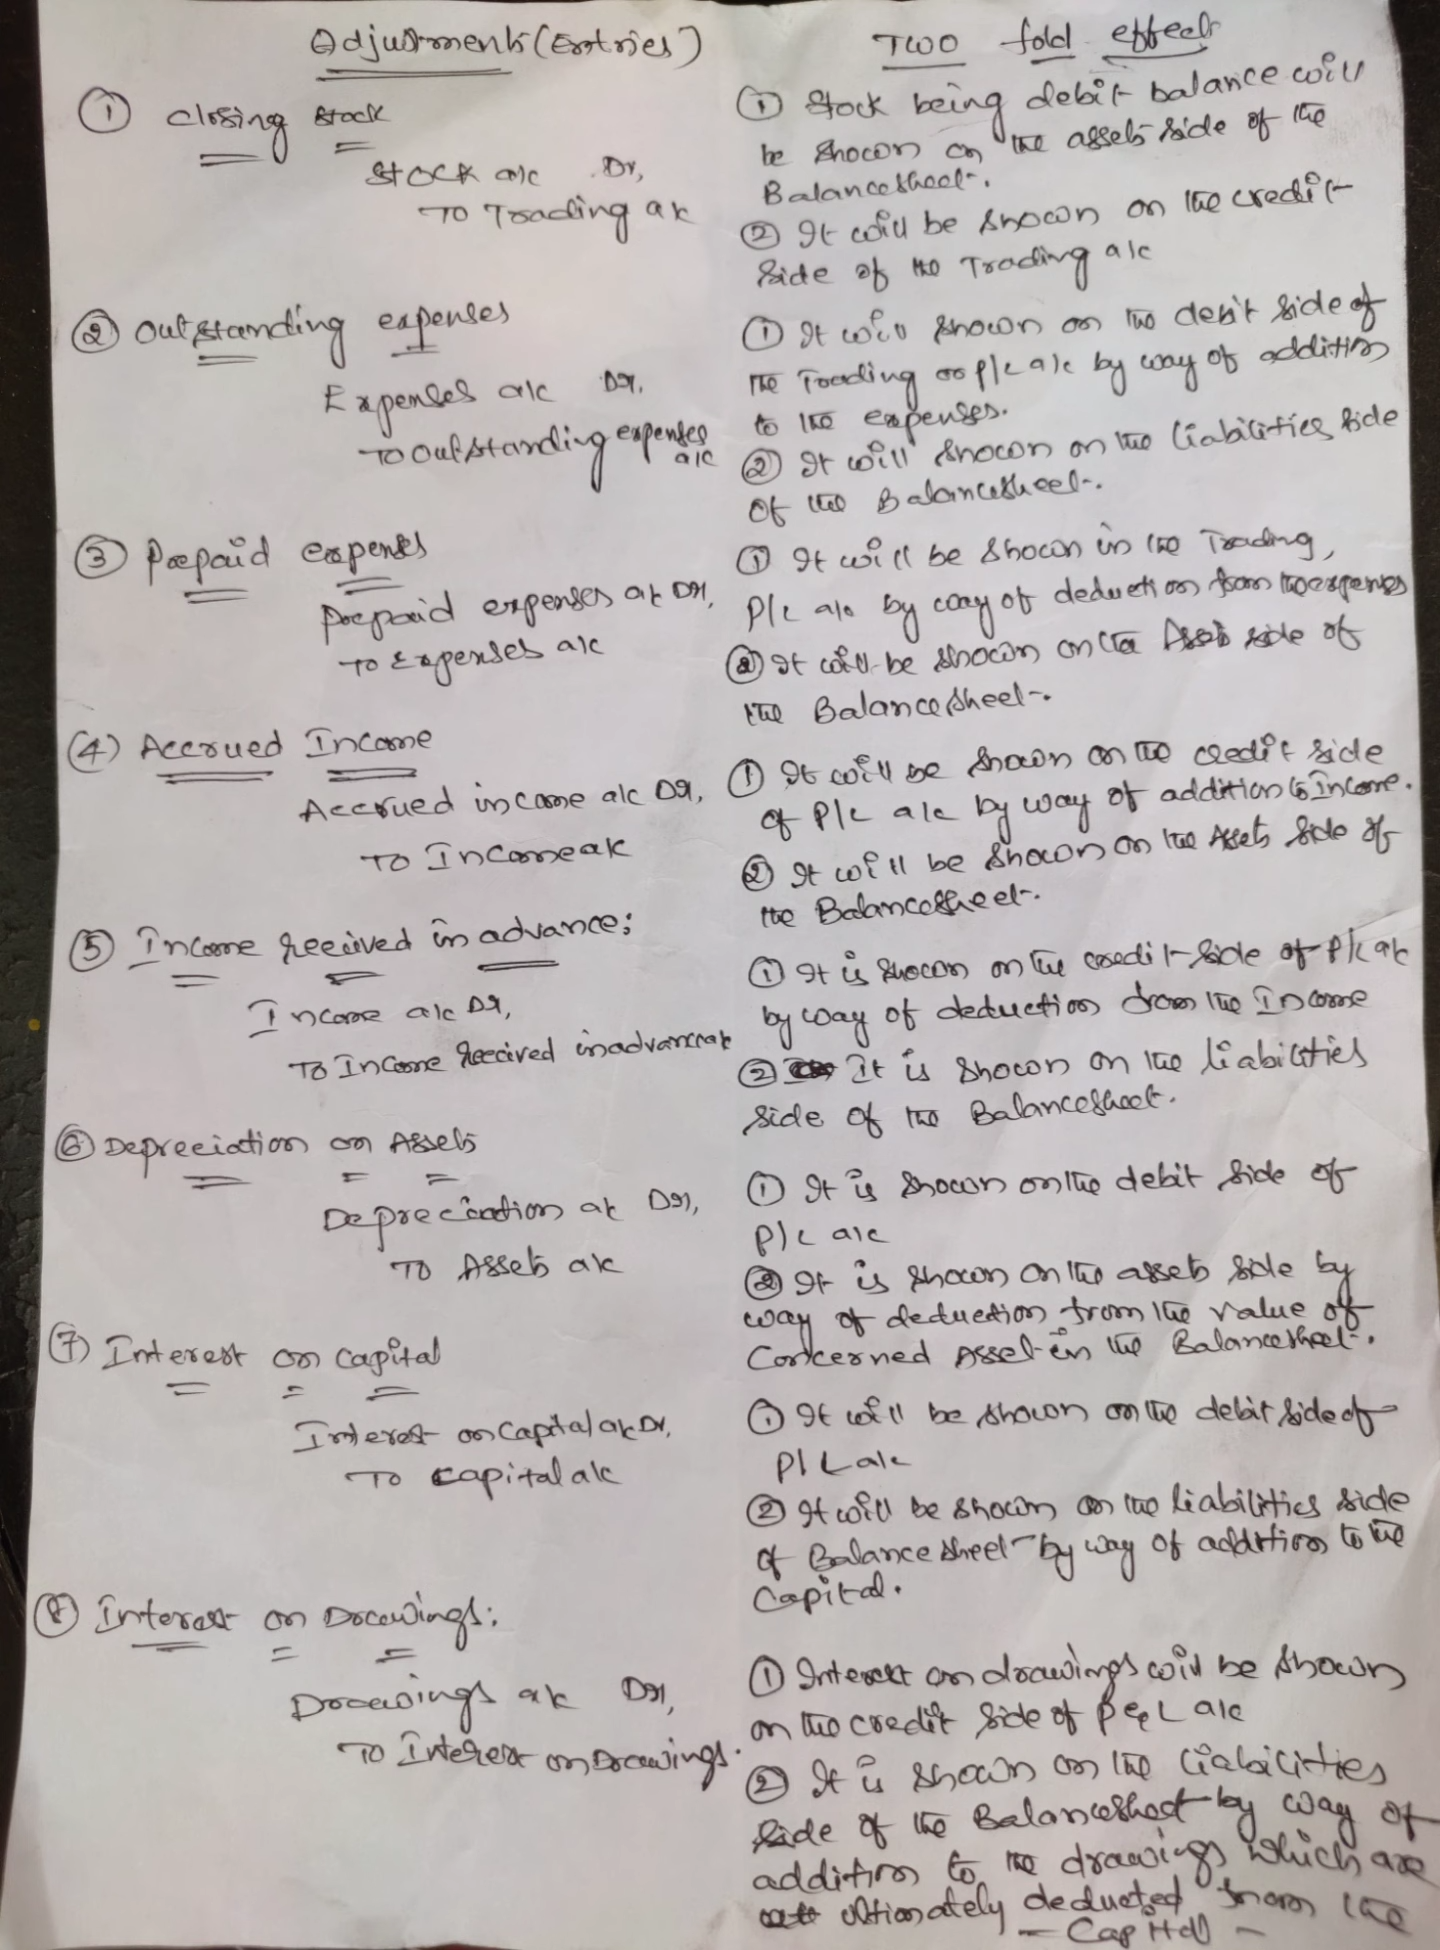 Adjustments (Entries)
Two fold effect
① Closing Stock
Stock a/c Dr,
To Trading a/c
① Stock being debit balance will
be shown on the assets side of the
Balancesheet.
② It will be shown on the credit
side of the Trading a/c
② Outstanding expenses
Expenses a/c Dr,
To Outstanding expenses
a/c
① It will shown on the debit side of
the Trading or P/L a/c by way of addition
to the expenses.
② It will shown on the liabilities side
of the Balancesheet.
③ Prepaid expenses
Prepaid expenses a/c Dr,
To Expenses a/c
① It will be shown in the Trading,
P/L a/c by way of deduction from the expenses
② It will be shown on the Assets side of
the Balancesheet.
(4) Accrued Income
Accrued income a/c Dr,
To Income a/c
① It will be shown on the credit side
of P/L a/c by way of addition to Income.
② It will be shown on the Assets side of
the Balancesheet.
⑤ Income received in advance:
Income a/c Dr,
To Income received in advance a/c
① It is shown on the credit side of P/L a/c
by way of deduction from the Income
② It is shown on the liabilities
side of the Balancesheet.
⑥ Depreciation on Assets
Depreciation a/c Dr,
To Assets a/c
① It is shown on the debit side of
P/L a/c
② It is shown on the assets side by
way of deduction from the value of
Concerned Asset in the Balancesheet.
⑦ Interest on Capital
Interest on Capital a/c Dr,
To Capital a/c
① It will be shown on the debit side of
P/L a/c
② It will be shown on the liabilities side
of Balance sheet by way of addition to the
Capital.
⑧ Interest on Drawings:
Drawings a/c Dr,
To Interest on Drawings.
① Interest on drawings will be shown
on the credit side of P&L a/c
② It is shown on the liabilities
side of the Balancesheet by way of
addition to the drawings which are
ultimately deducted from the
- Capital -